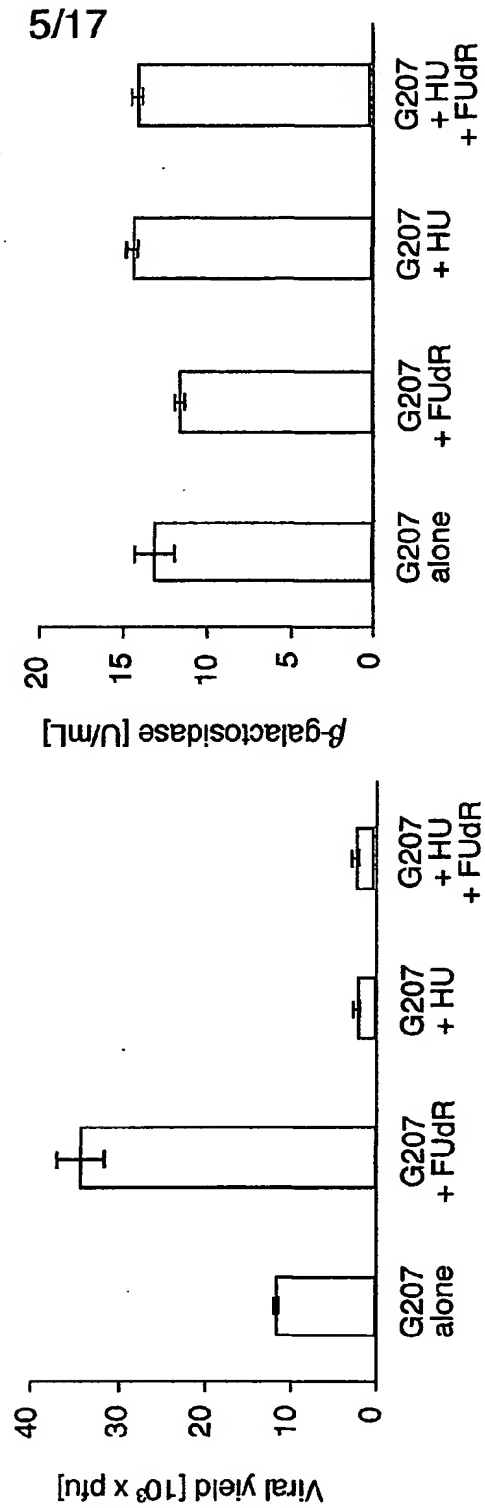 5/17
Viral yield [10³ x pfu]
40
30
20
10
0
G207
alone
G207
+ FUdR
G207
+ HU
G207
+ HU
+ FUdR
β-galactosidase [U/mL]
20
15
10
5
0
G207
alone
G207
+ FUdR
G207
+ HU
G207
+ HU
+ FUdR